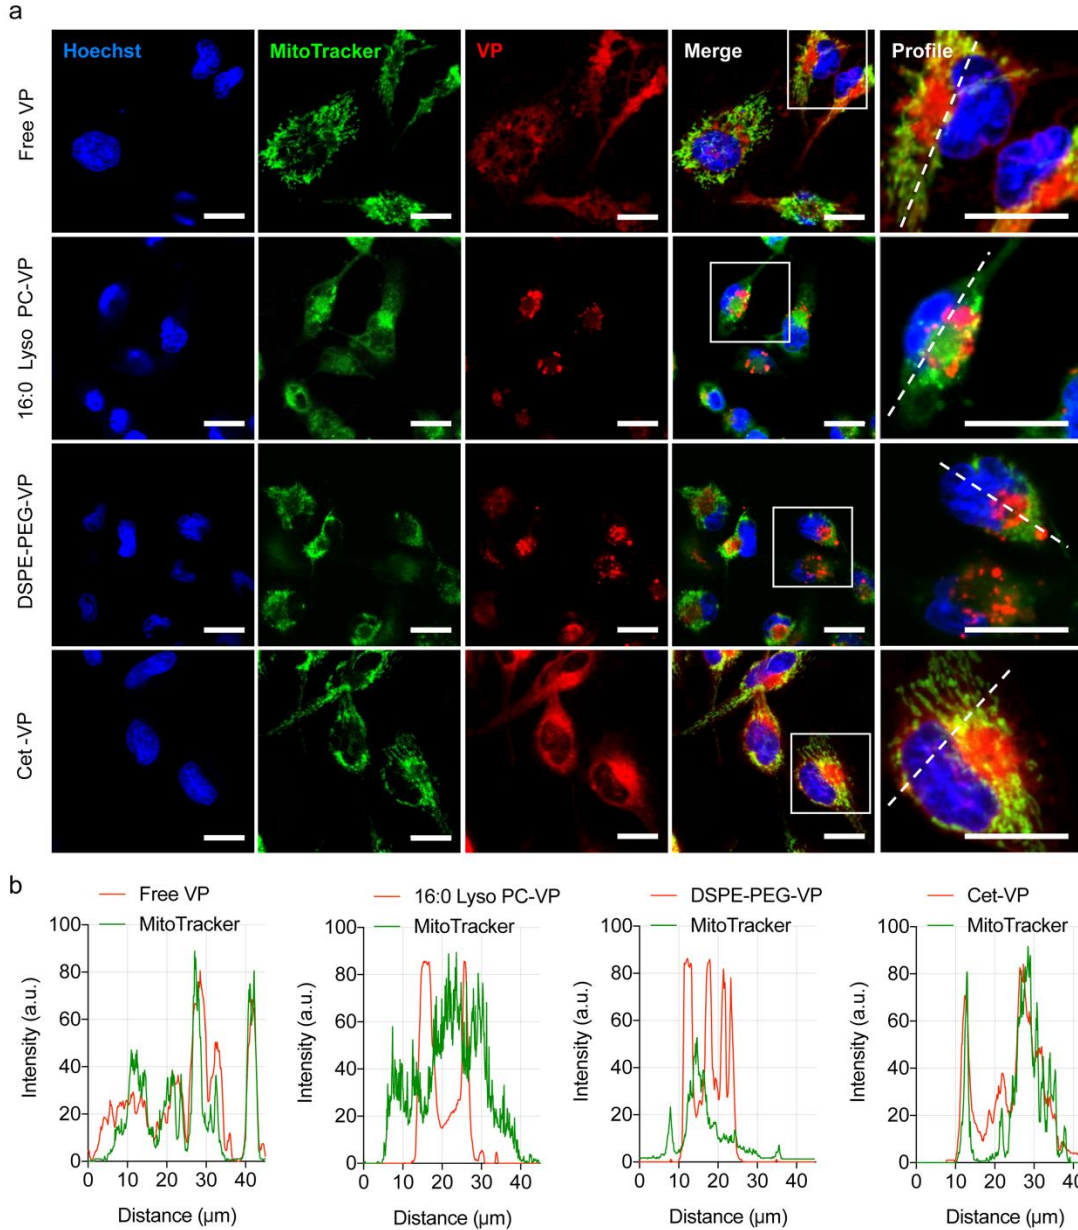 a
Hoechst MitoTracker VP Merge Profile
Free VP
16:0 Lyso PC-VP
DSPE-PEG-VP
Cet-VP
b
Free VP
MitoTracker
100
80
60
40
20
0
0 10 20 30 40
Intensity (a.u.)
Distance (µm)
16:0 Lyso PC-VP
MitoTracker
100
80
60
40
20
0
0 10 20 30 40
Intensity (a.u.)
Distance (µm)
DSPE-PEG-VP
MitoTracker
100
80
60
40
20
0
0 10 20 30 40
Intensity (a.u.)
Distance (µm)
Cet-VP
MitoTracker
100
80
60
40
20
0
0 10 20 30 40
Intensity (a.u.)
Distance (µm)